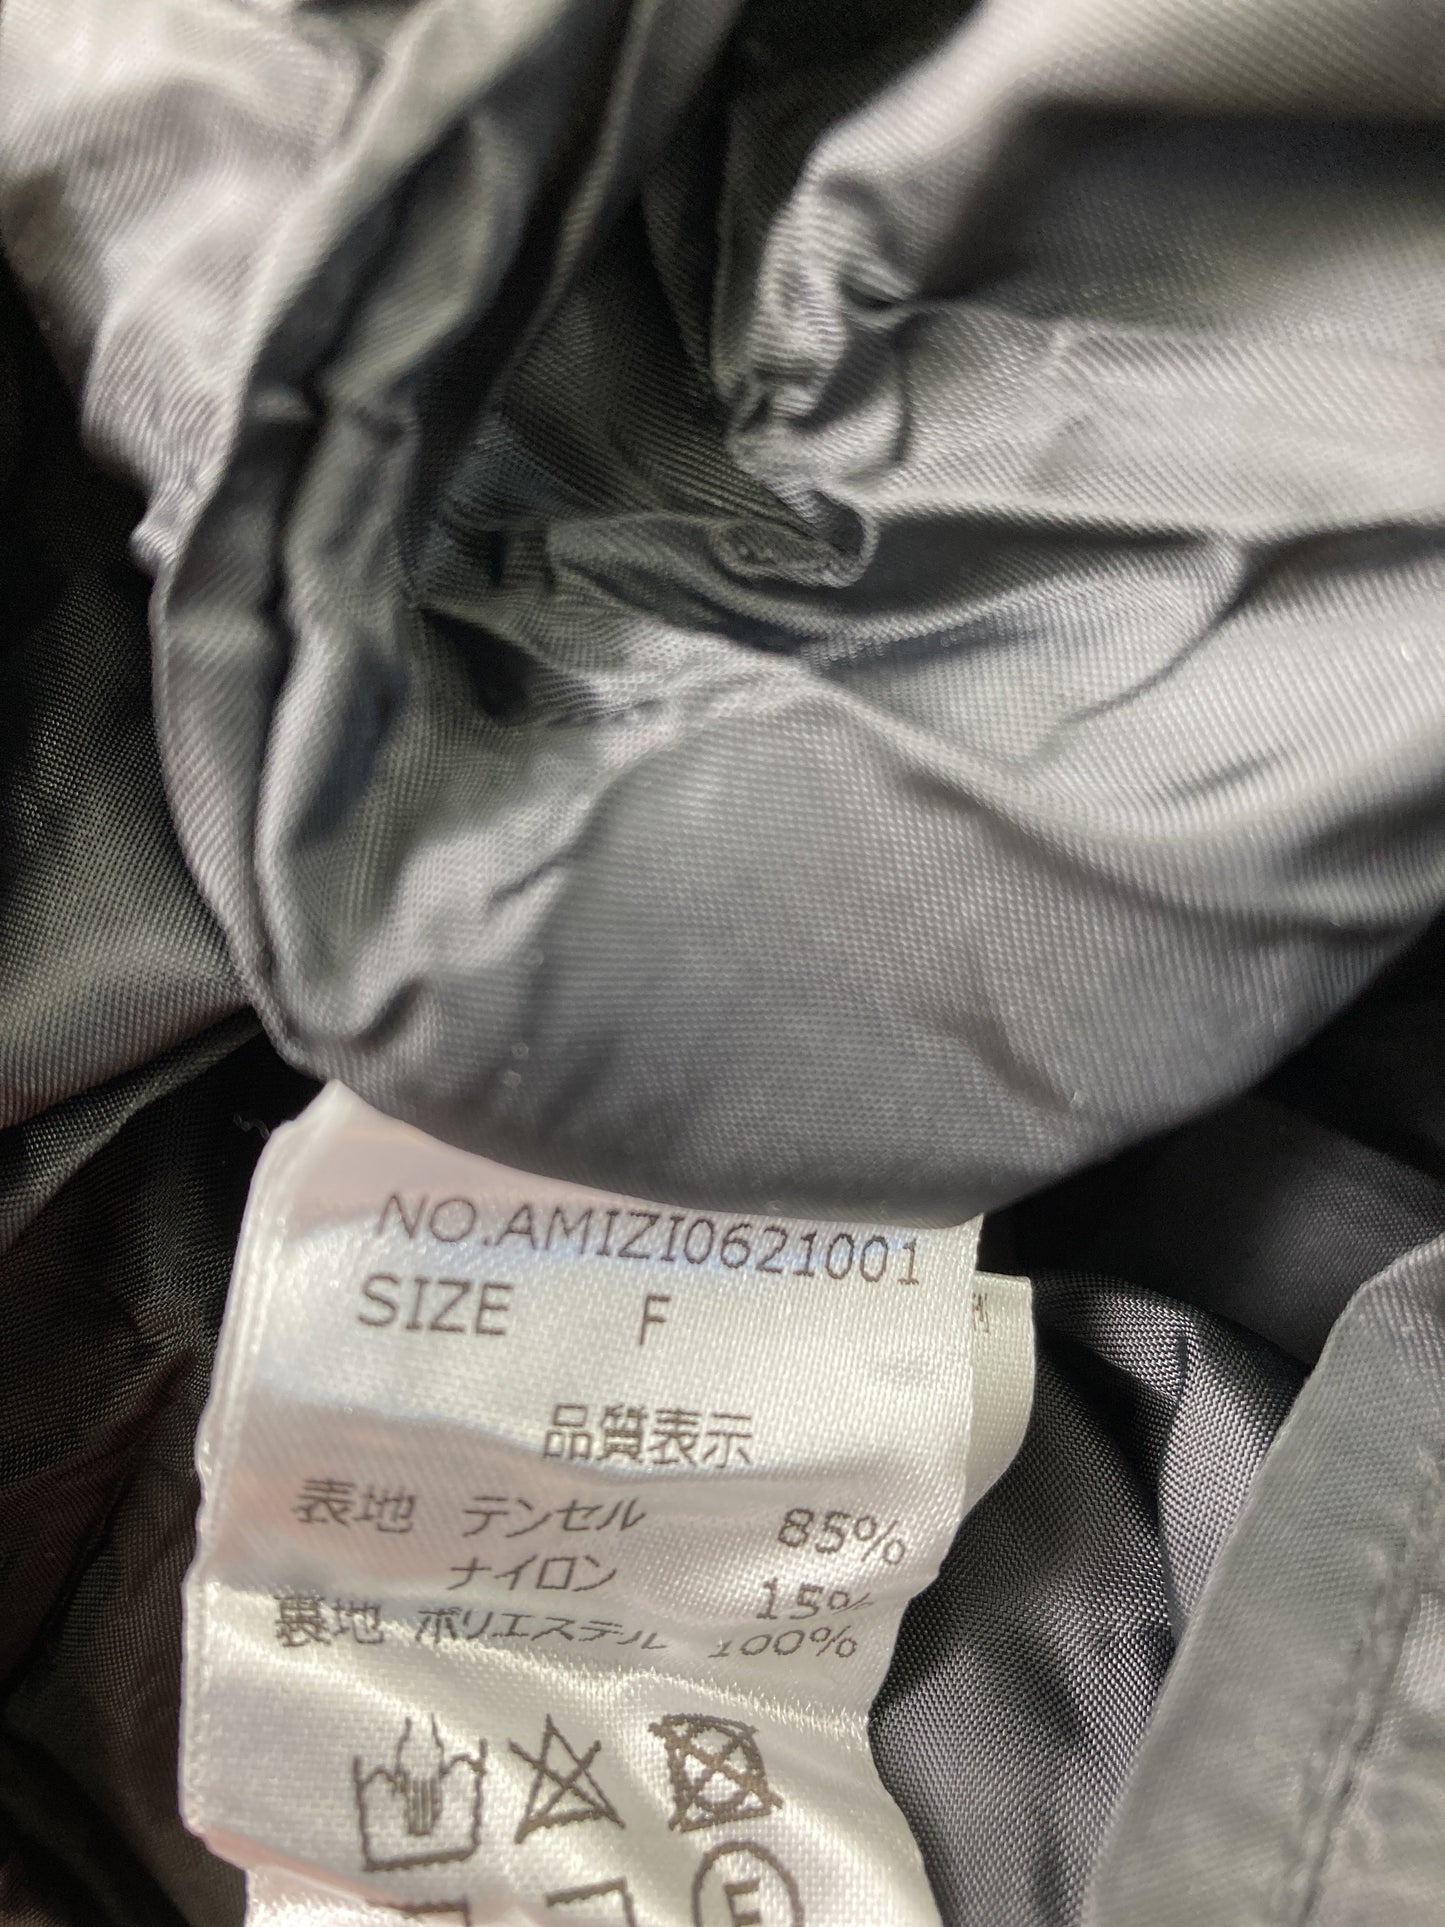 NO.AMIZI0621001
SIZE F
品質表示
表地 テンセル 85%
ナイロン 15%
裏地 ポリエステル 100%